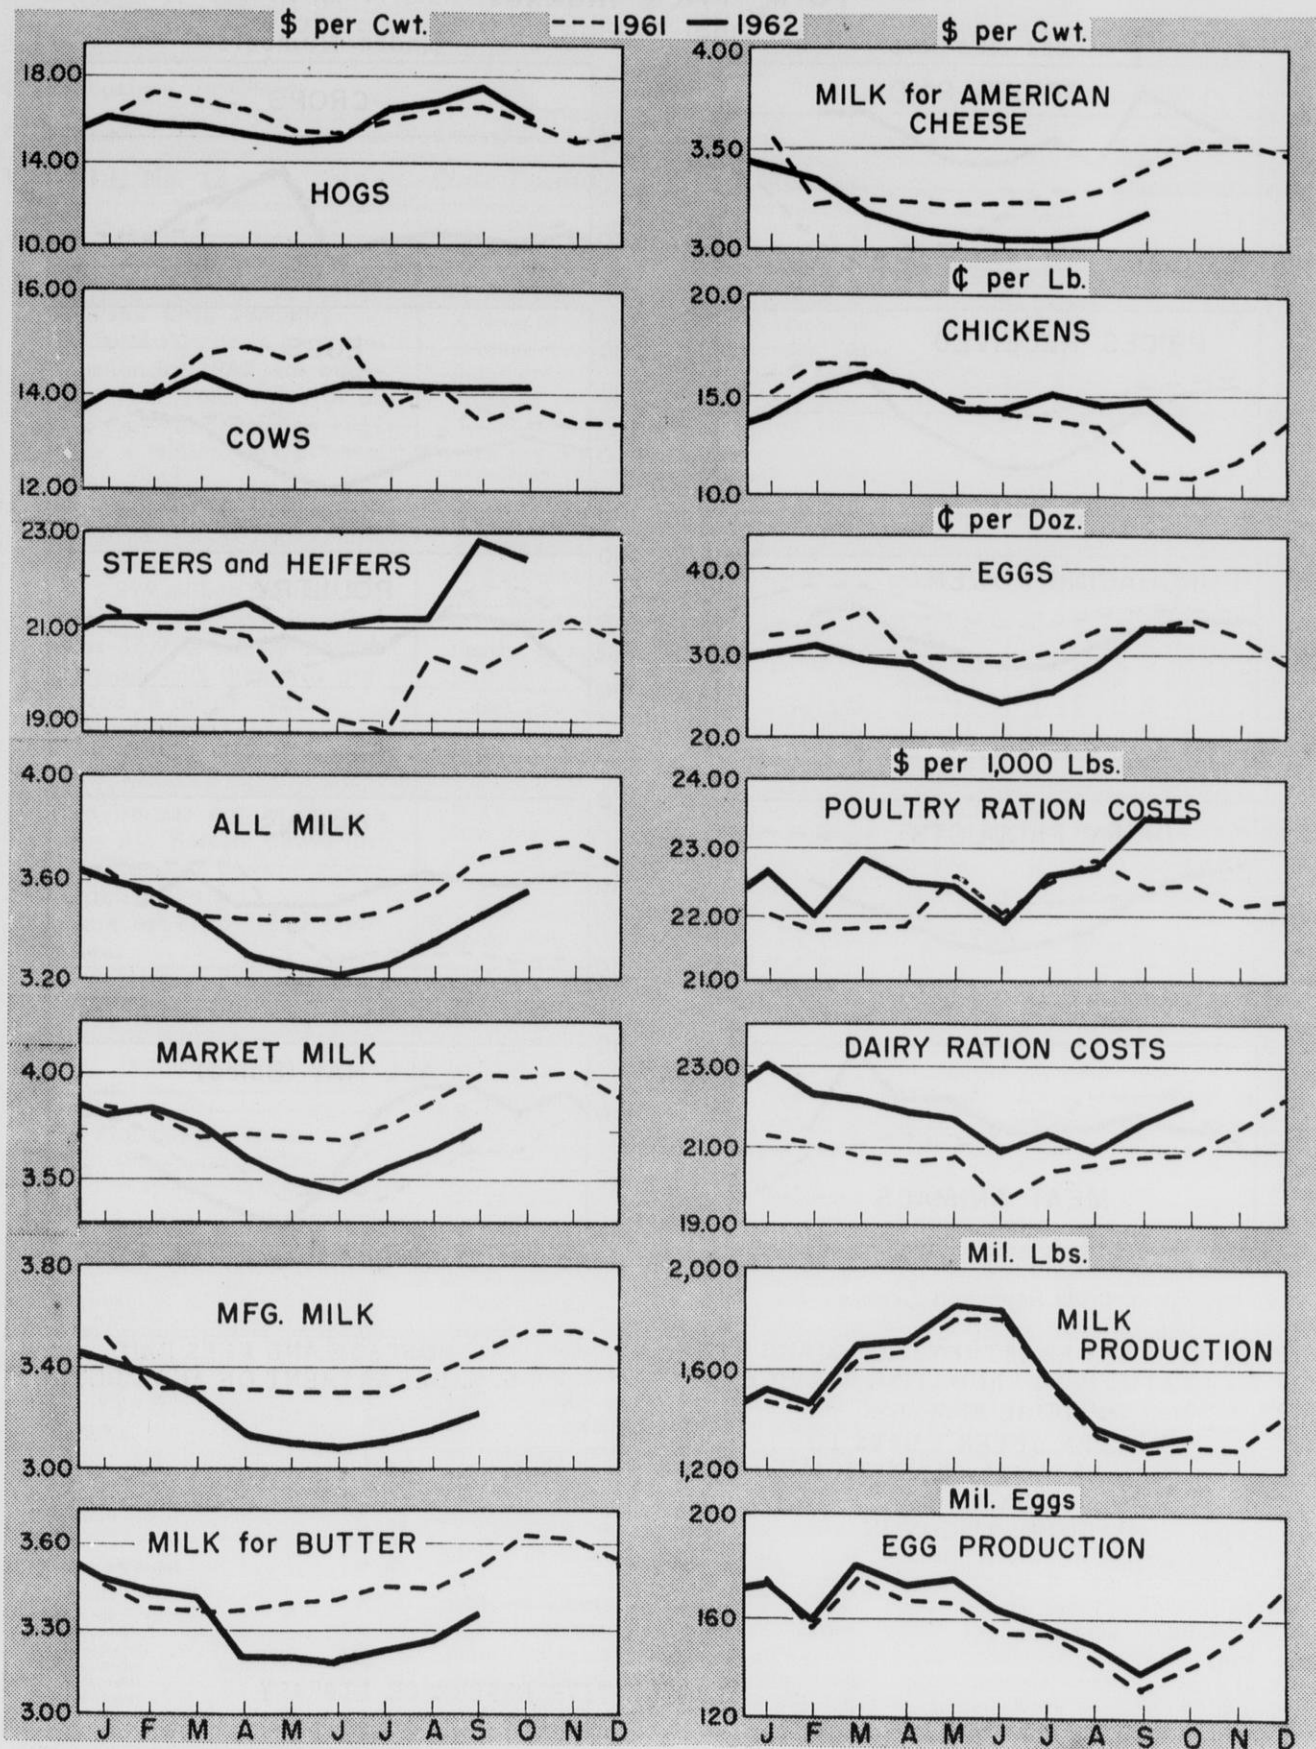 $ per Cwt.
1961 1962
$ per Cwt.
18.00
14.00
10.00
HOGS
4.00
3.50
3.00
MILK for AMERICAN
CHEESE
16.00
14.00
12.00
COWS
¢ per Lb.
20.0
15.0
10.0
CHICKENS
23.00
21.00
19.00
STEERS and HEIFERS
¢ per Doz.
40.0
30.0
20.0
EGGS
4.00
3.60
3.20
ALL MILK
$ per 1,000 Lbs.
24.00
23.00
22.00
21.00
POULTRY RATION COSTS
4.00
3.50
MARKET MILK
23.00
21.00
19.00
DAIRY RATION COSTS
3.80
3.40
3.00
MFG. MILK
Mil. Lbs.
2,000
1,600
1,200
MILK
PRODUCTION
3.60
3.30
3.00
MILK for BUTTER
J F M A M J J A S O N D
Mil. Eggs
200
160
120
EGG PRODUCTION
J F M A M J J A S O N D